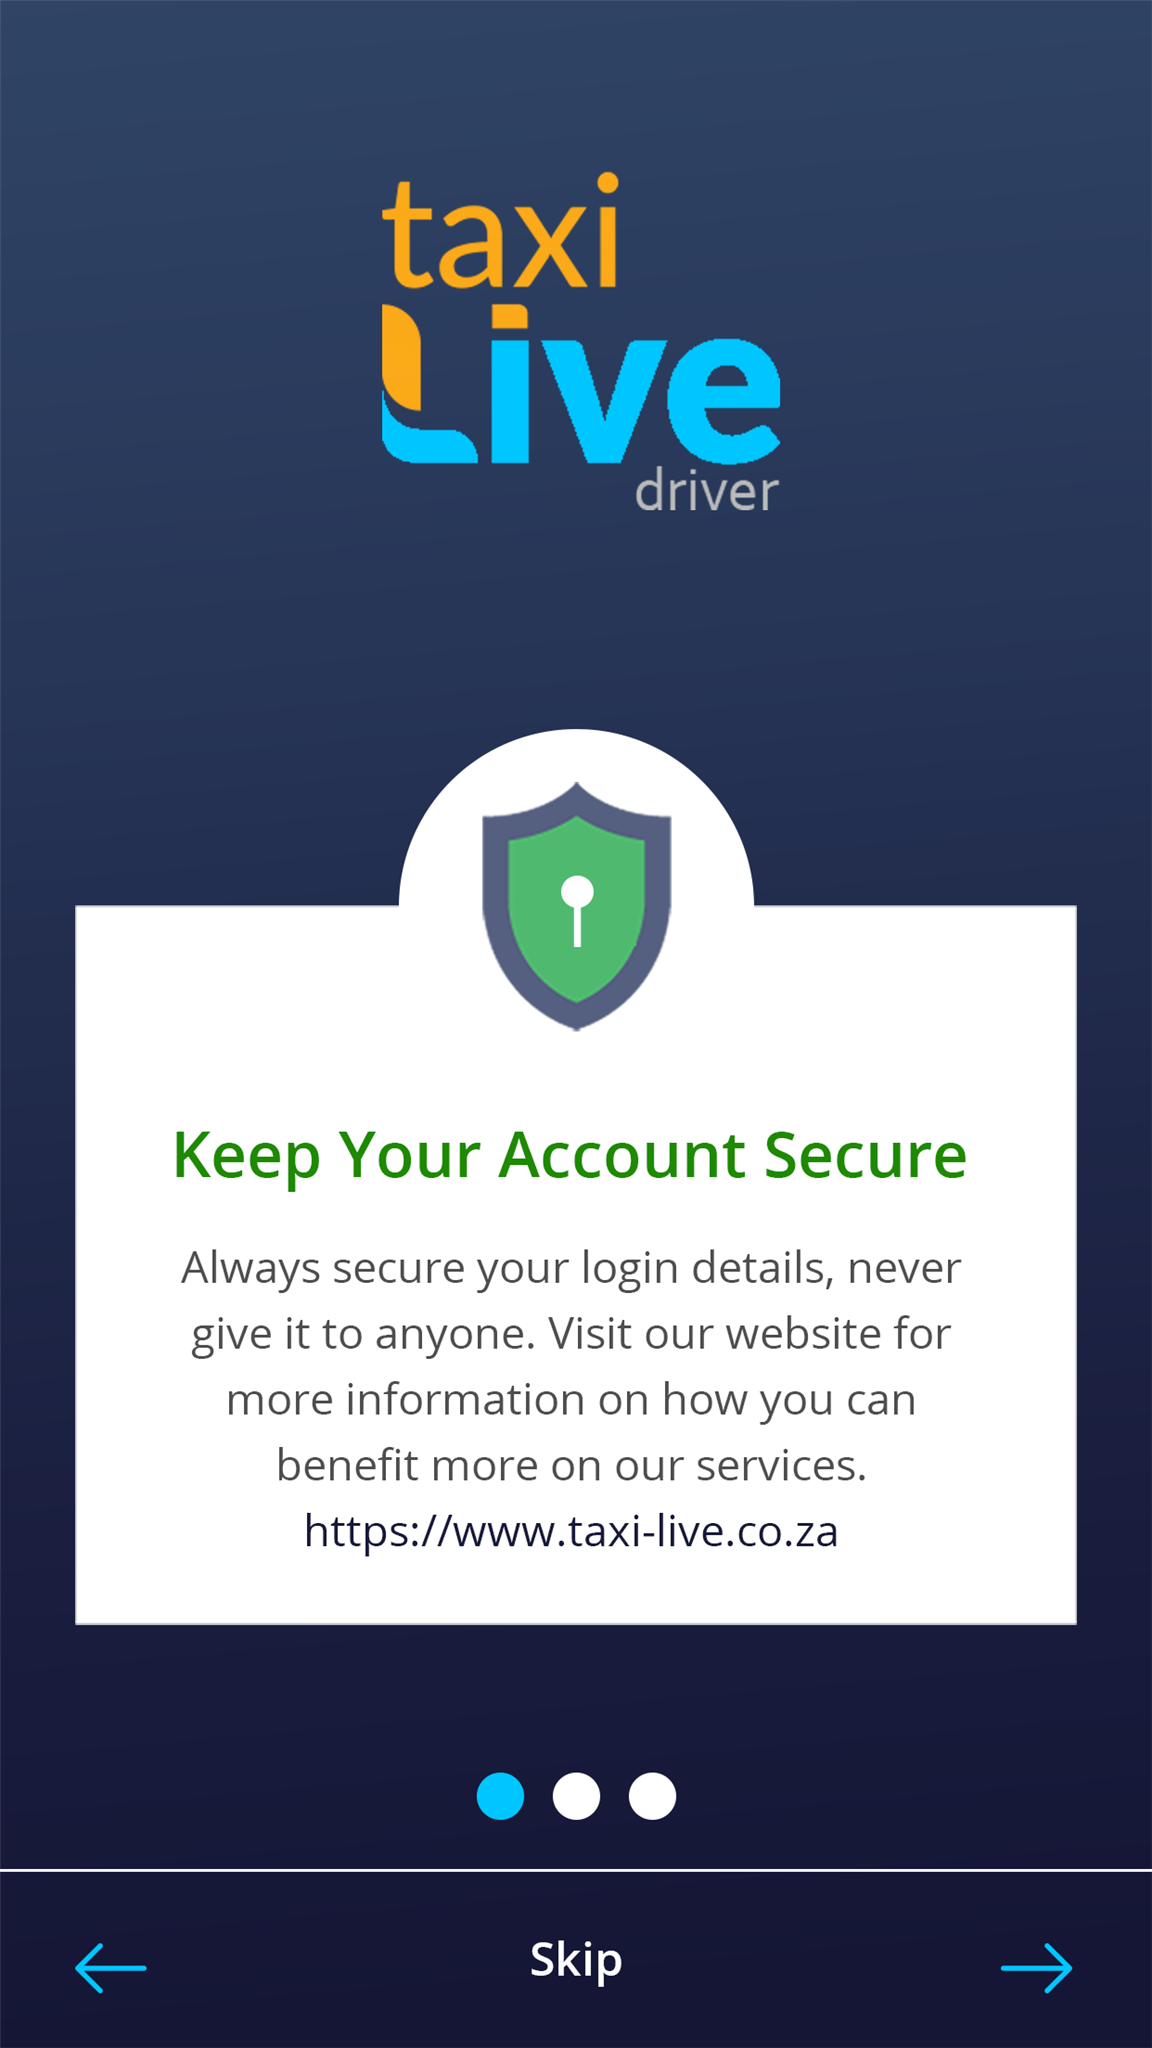 taxi
Live
driver
Keep Your Account Secure
Always secure your login details, never
give it to anyone. Visit our website for
more information on how you can
benefit more on our services.
https://www.taxi-live.co.za
Skip